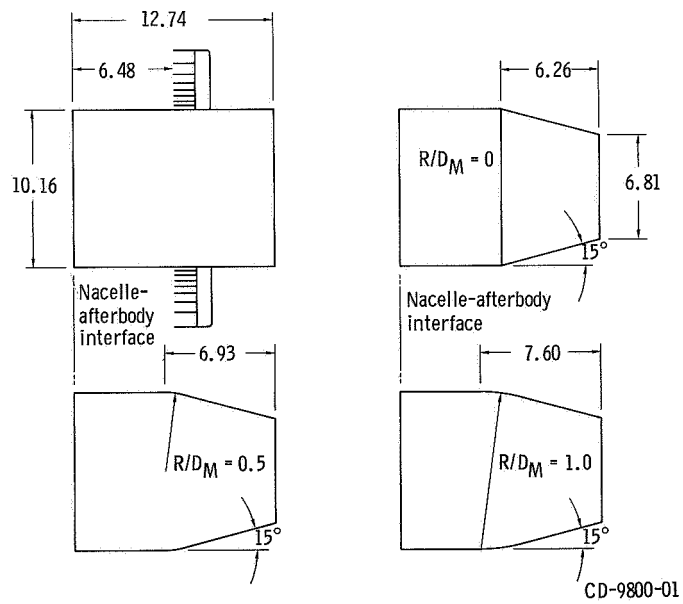 12.74
6.48
10.16
Nacelle-
afterbody
interface
6.26
R/DM = 0
6.81
15°
Nacelle-afterbody
interface
6.93
R/DM = 0.5
15°
7.60
R/DM = 1.0
15°
CD-9800-01